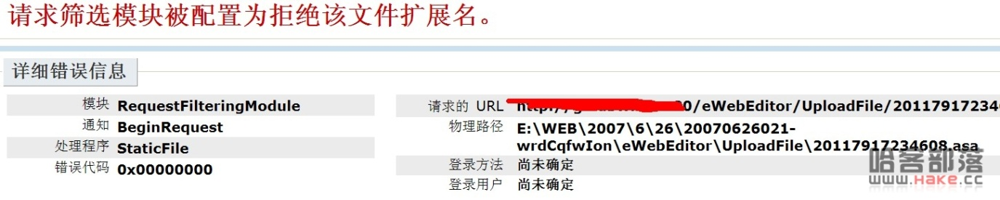 请求筛选模块被配置为拒绝该文件扩展名。
详细错误信息
模块 RequestFilteringModule
通知 BeginRequest
处理程序 StaticFile
错误代码 0x00000000
请求的 URL 0/eWebEditor/UploadFile/2011791723460
物理路径 E:\WEB\2007\6\26\20070626021-
wrdCqfwIon\eWebEditor\UploadFile\20117917234608.asa
登录方法 尚未确定
登录用户 尚未确定
哈客部落
www.Hake.cc